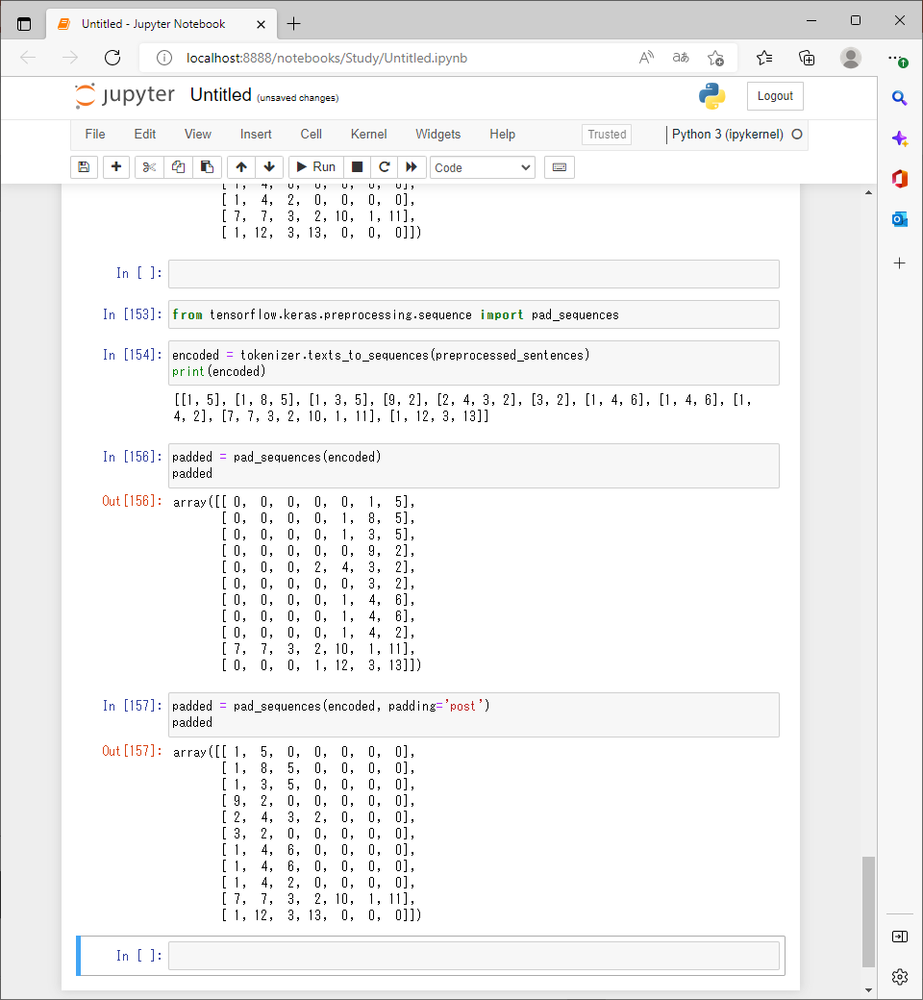 Untitled - Jupyter Notebook
localhost:8888/notebooks/Study/Untitled.ipynb
jupyter Untitled (unsaved changes)
Logout
File Edit View Insert Cell Kernel Widgets Help
Trusted
Python 3 (ipykernel)
Run
Code
[ 1, 4, 2, 0, 0, 0, 0],
[ 7, 7, 3, 2, 10, 1, 11],
[ 1, 12, 3, 13, 0, 0, 0]])
In [ ]:
In [153]: from tensorflow.keras.preprocessing.sequence import pad_sequences
In [154]: encoded = tokenizer.texts_to_sequences(preprocessed_sentences)
print(encoded)
[[1, 5], [1, 8, 5], [1, 3, 5], [9, 2], [2, 4, 3, 2], [3, 2], [1, 4, 6], [1, 4, 6], [1,
4, 2], [7, 7, 3, 2, 10, 1, 11], [1, 12, 3, 13]]
In [156]: padded = pad_sequences(encoded)
padded
Out[156]: array([[ 0, 0, 0, 0, 0, 1, 5],
[ 0, 0, 0, 0, 1, 8, 5],
[ 0, 0, 0, 0, 1, 3, 5],
[ 0, 0, 0, 0, 0, 9, 2],
[ 0, 0, 0, 2, 4, 3, 2],
[ 0, 0, 0, 0, 0, 3, 2],
[ 0, 0, 0, 0, 1, 4, 6],
[ 0, 0, 0, 0, 1, 4, 6],
[ 0, 0, 0, 0, 1, 4, 2],
[ 7, 7, 3, 2, 10, 1, 11],
[ 0, 0, 0, 1, 12, 3, 13]])
In [157]: padded = pad_sequences(encoded, padding='post')
padded
Out[157]: array([[ 1, 5, 0, 0, 0, 0, 0],
[ 1, 8, 5, 0, 0, 0, 0],
[ 1, 3, 5, 0, 0, 0, 0],
[ 9, 2, 0, 0, 0, 0, 0],
[ 2, 4, 3, 2, 0, 0, 0],
[ 3, 2, 0, 0, 0, 0, 0],
[ 1, 4, 6, 0, 0, 0, 0],
[ 1, 4, 6, 0, 0, 0, 0],
[ 1, 4, 2, 0, 0, 0, 0],
[ 7, 7, 3, 2, 10, 1, 11],
[ 1, 12, 3, 13, 0, 0, 0]])
In [ ]: